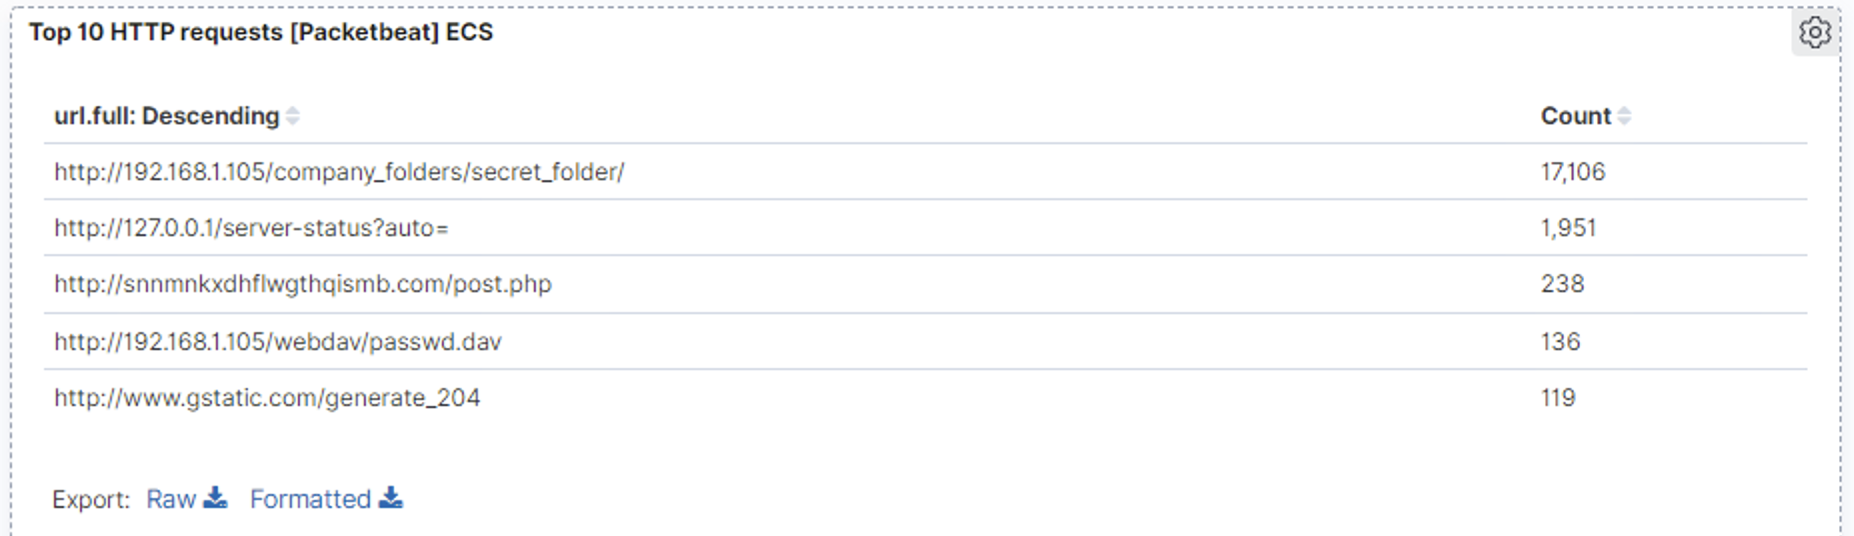 Top 10 HTTP requests [Packetbeat] ECS
url.full: Descending Count
http://192.168.1.105/company_folders/secret_folder/ 17,106
http://127.0.0.1/server-status?auto= 1,951
http://snnmnkxdhflwgthqismb.com/post.php 238
http://192.168.1.105/webdav/passwd.dav 136
http://www.gstatic.com/generate_204 119
Export: Raw Formatted